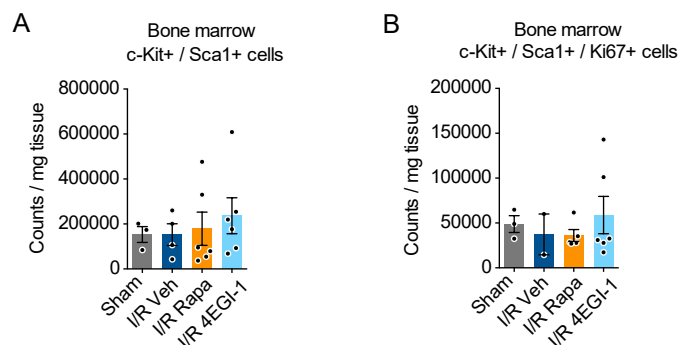 A
Bone marrow
c-Kit+ / Sca1+ cells
Counts / mg tissue
800000
600000
400000
200000
0
Sham
I/R Veh
I/R Rapa
I/R 4EGI-1
B
Bone marrow
c-Kit+ / Sca1+ / Ki67+ cells
Counts / mg tissue
200000
150000
100000
50000
0
Sham
I/R Veh
I/R Rapa
I/R 4EGI-1